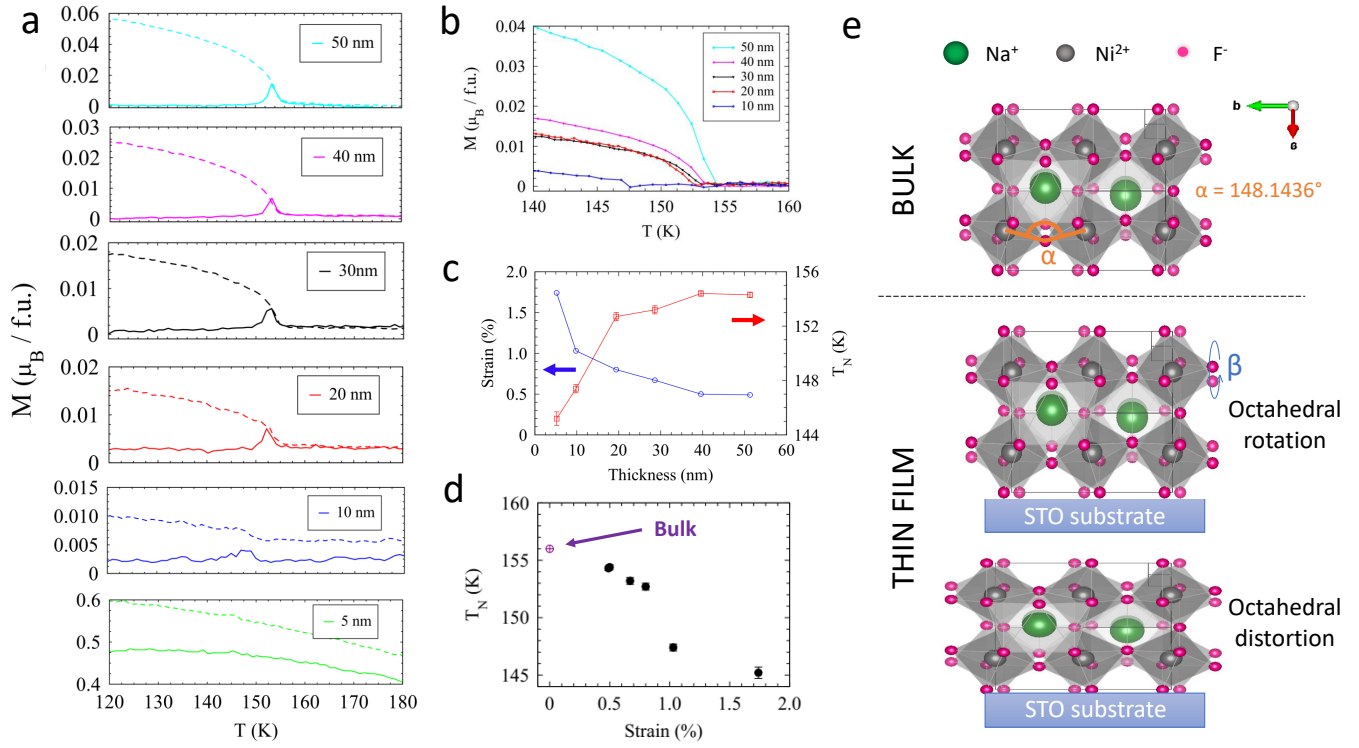 a
0.06
0.04
0.02
0
50 nm
0.03
0.02
0.01
0
40 nm
0.02
0.01
0
30nm
0.02
0.01
0
20 nm
0.015
0.010
0.005
0
10 nm
0.6
0.5
0.4
5 nm
120 130 140 150 160 170 180
T (K)
M (μB / f.u.)
b
0.04
0.03
0.02
0.01
0
M (μB / f.u.)
50 nm
40 nm
30 nm
20 nm
10 nm
140 145 150 155 160
T (K)
c
2.0
1.5
1.0
0.5
0
Strain (%)
156
152
148
144
TN (K)
0 10 20 30 40 50 60
Thickness (nm)
d
160
155
150
145
TN (K)
Bulk
0 0.5 1.0 1.5 2.0
Strain (%)
e
Na+ Ni2+ F-
b
a
BULK
α = 148.1436°
α
THIN FILM
β
Octahedral
rotation
STO substrate
Octahedral
distortion
STO substrate